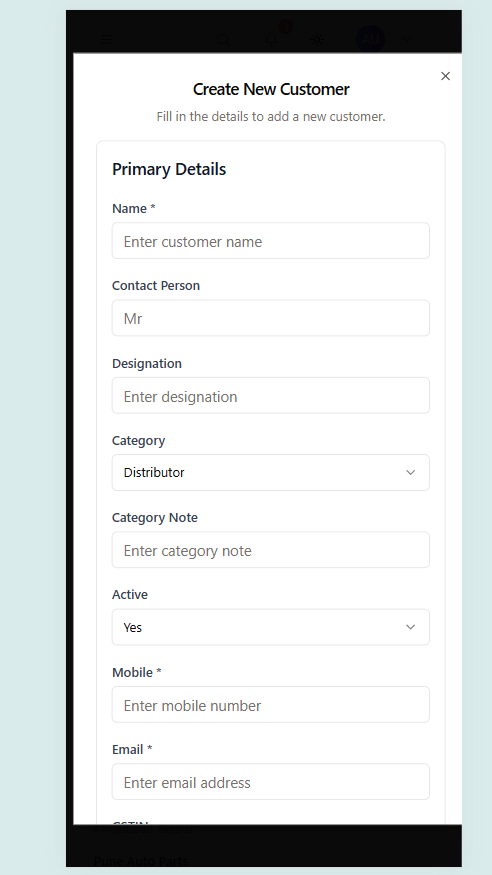 Create New Customer
Fill in the details to add a new customer.
Primary Details
Name *
Enter customer name
Contact Person
Mr
Designation
Enter designation
Category
Distributor
Category Note
Enter category note
Active
Yes
Mobile *
Enter mobile number
Email *
Enter email address
GSTIN
Pune Auto Parts